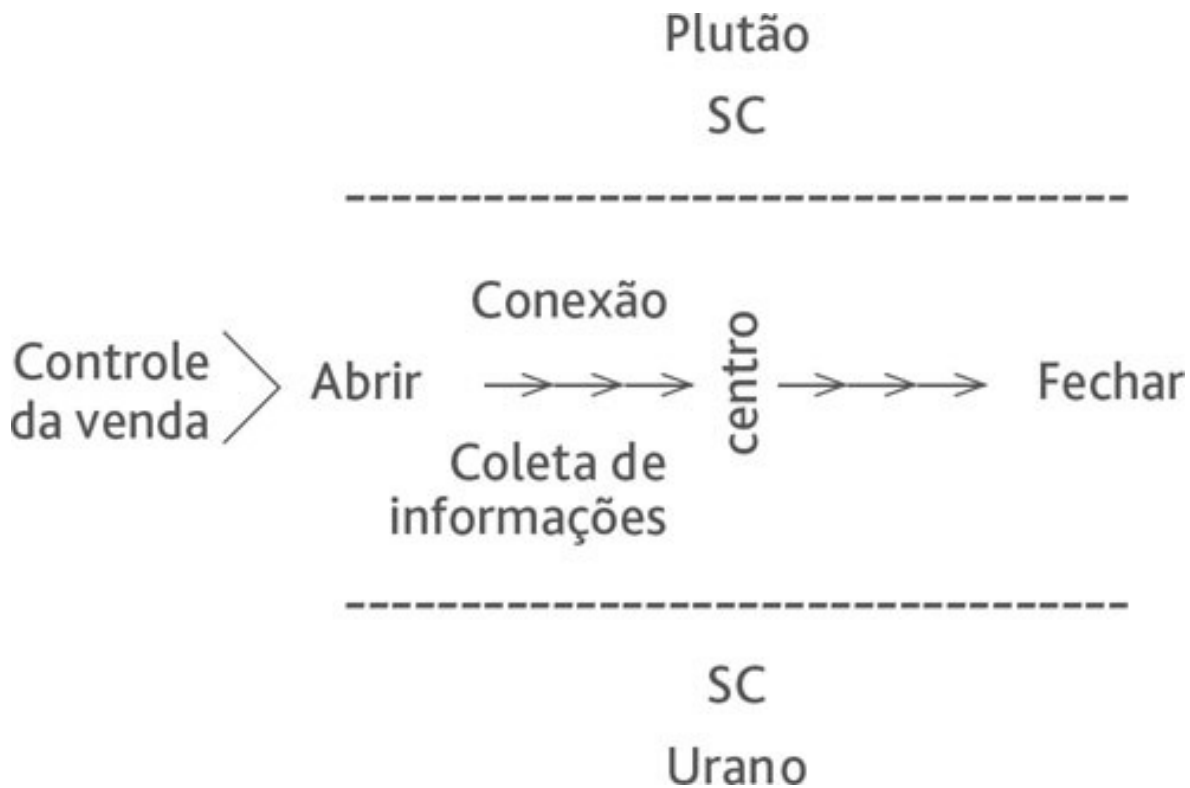 Plutão
SC
Conexão
Controle
da venda
Abrir
centro
Fechar
Coleta de
informações
SC
Urano